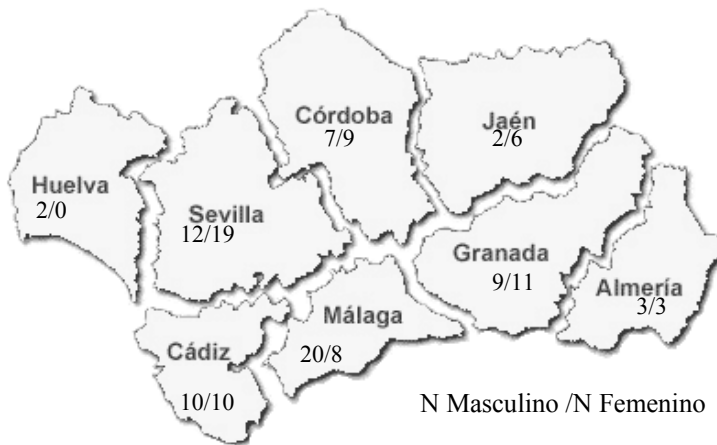 Córdoba
7/9
Jaén
2/6
Huelva
2/0
Sevilla
12/19
Granada
9/11
Almería
3/3
Málaga
20/8
Cádiz
10/10
N Masculino /N Femenino